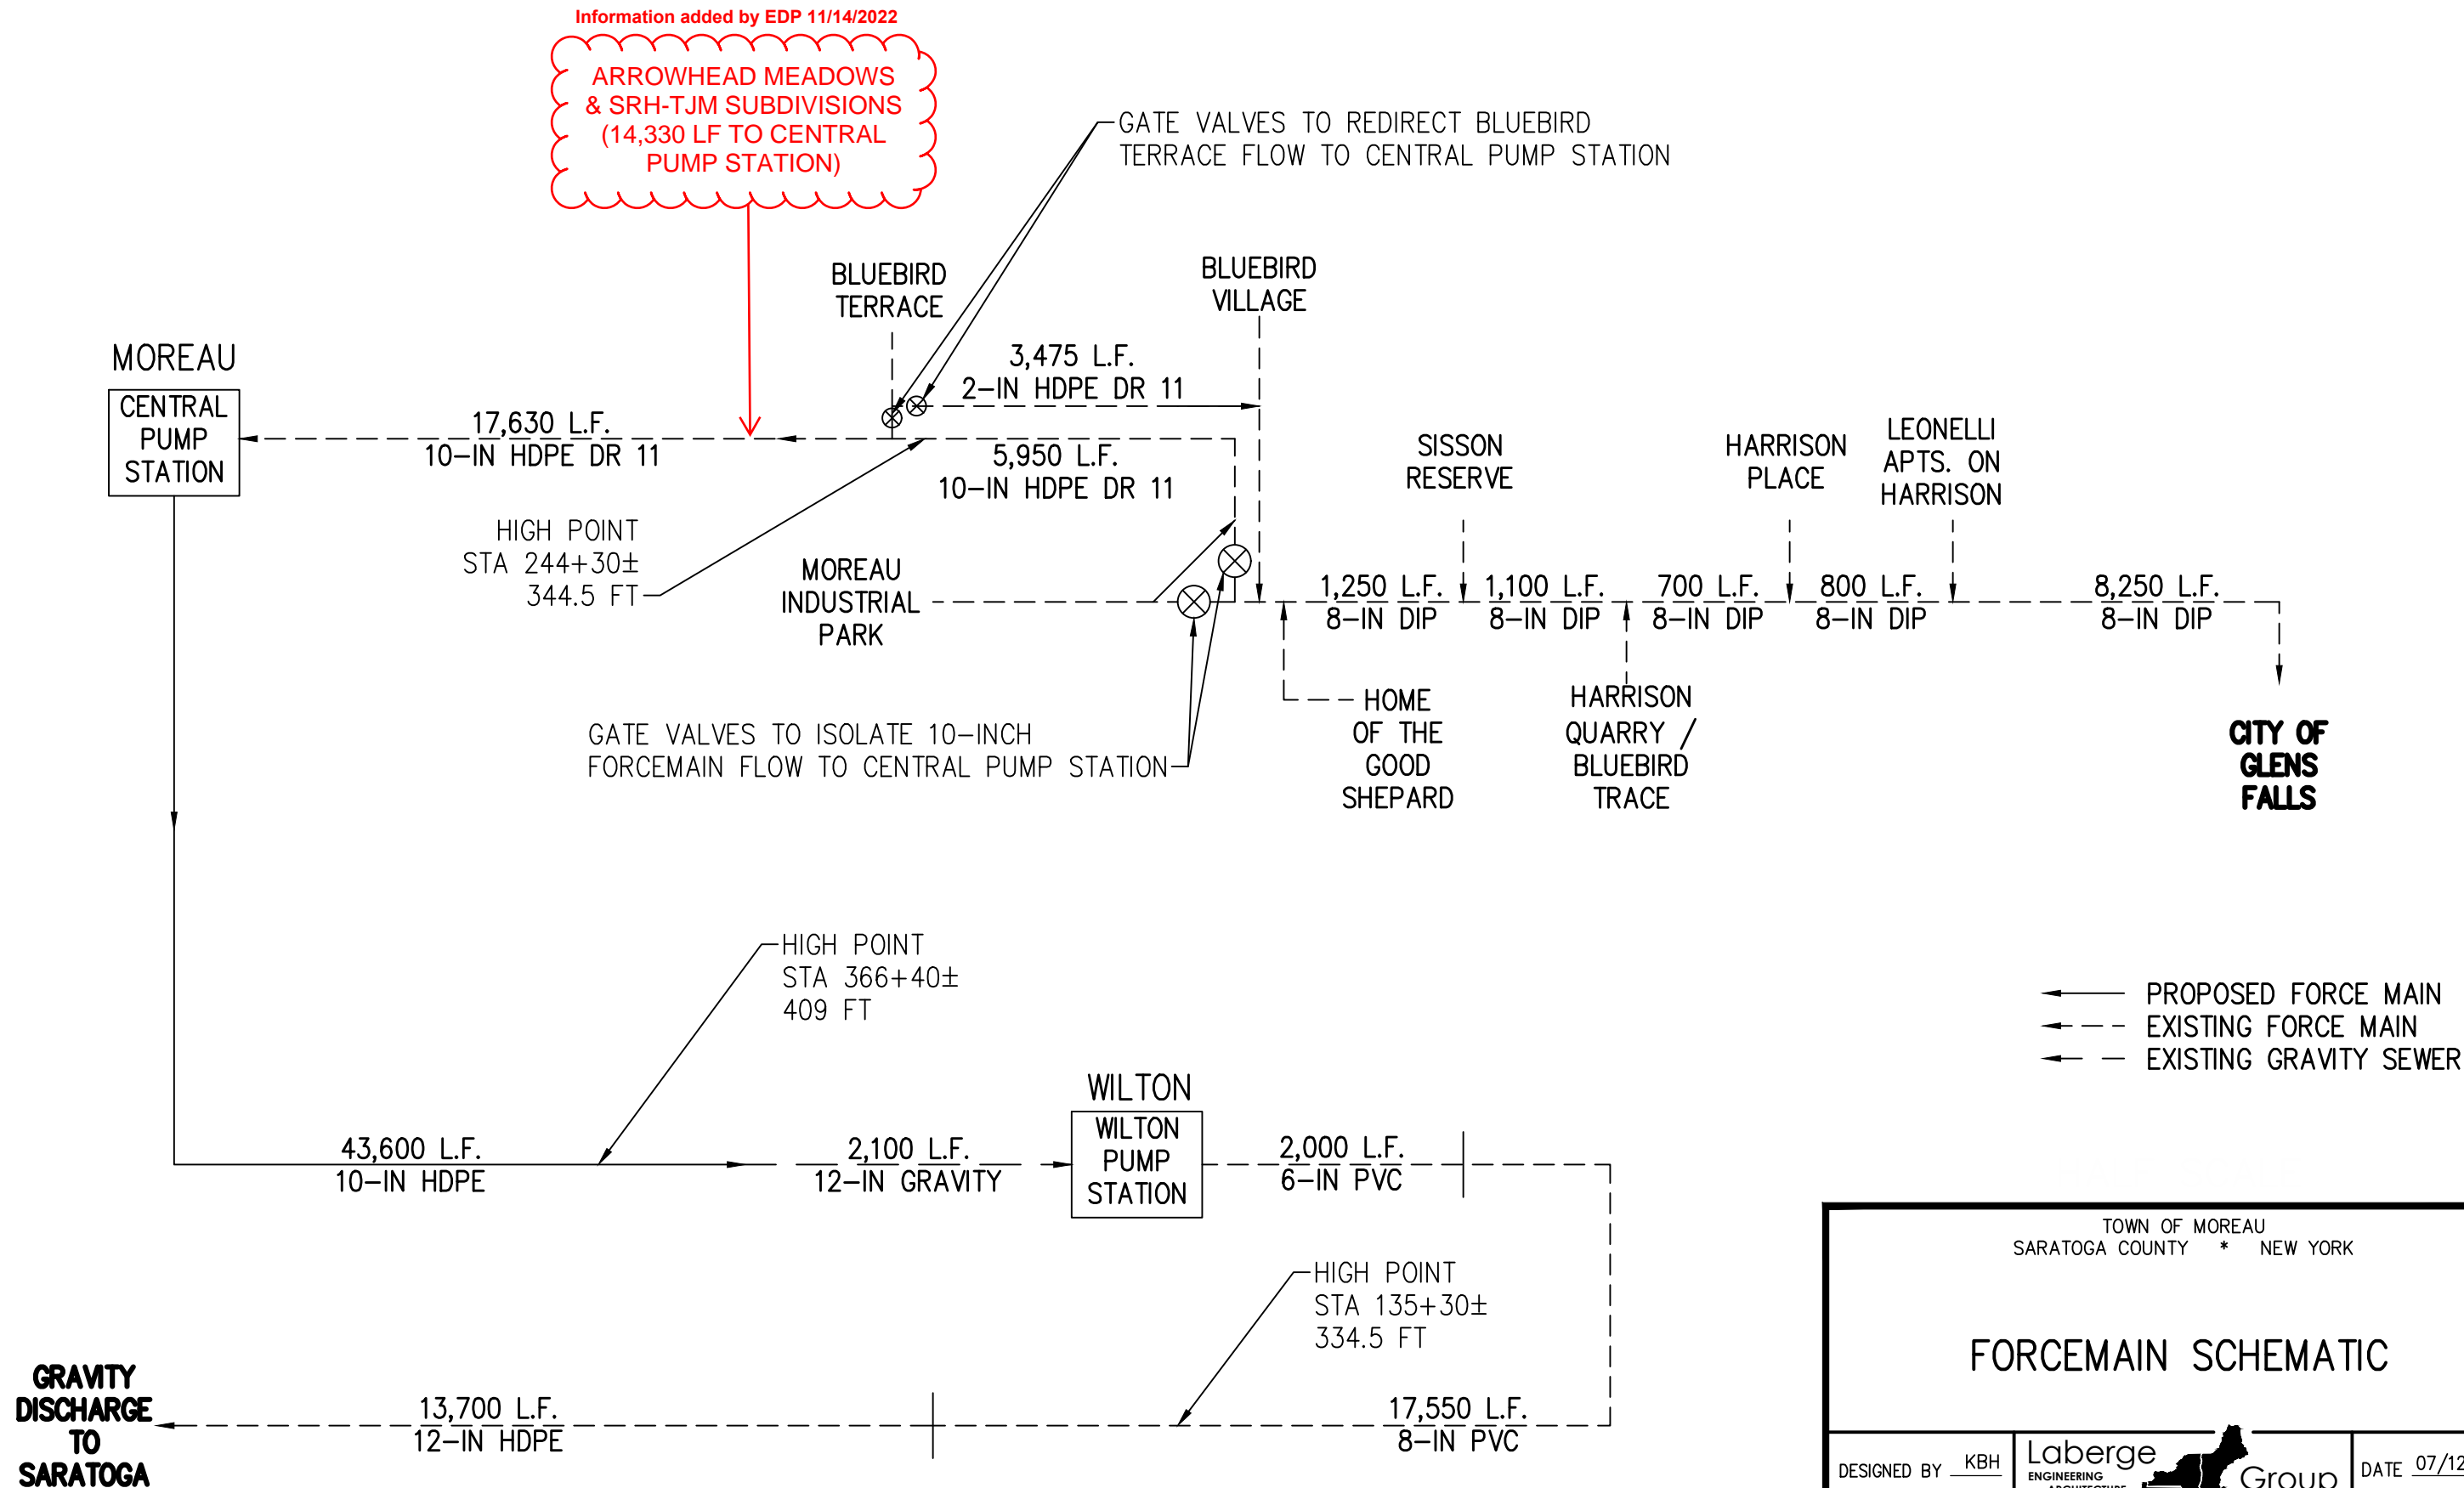 Information added by EDP 11/14/2022
ARROWHEAD MEADOWS
& SRH-TJM SUBDIVISIONS
(14,330 LF TO CENTRAL
PUMP STATION)
GATE VALVES TO REDIRECT BLUEBIRD
TERRACE FLOW TO CENTRAL PUMP STATION
BLUEBIRD
TERRACE
BLUEBIRD
VILLAGE
MOREAU
CENTRAL
PUMP
STATION
17,630 L.F.
10-IN HDPE DR 11
3,475 L.F.
2-IN HDPE DR 11
5,950 L.F.
10-IN HDPE DR 11
HIGH POINT
STA 244+30±
344.5 FT
MOREAU
INDUSTRIAL
PARK
SISSON
RESERVE
HARRISON
PLACE
LEONELLI
APTS. ON
HARRISON
1,250 L.F.
8-IN DIP
1,100 L.F.
8-IN DIP
700 L.F.
8-IN DIP
800 L.F.
8-IN DIP
8,250 L.F.
8-IN DIP
GATE VALVES TO ISOLATE 10-INCH
FORCEMAIN FLOW TO CENTRAL PUMP STATION
HOME
OF THE
GOOD
SHEPARD
HARRISON
QUARRY /
BLUEBIRD
TRACE
CITY OF
GLENS
FALLS
HIGH POINT
STA 366+40±
409 FT
PROPOSED FORCE MAIN
EXISTING FORCE MAIN
EXISTING GRAVITY SEWER
43,600 L.F.
10-IN HDPE
2,100 L.F.
12-IN GRAVITY
WILTON
WILTON
PUMP
STATION
2,000 L.F.
6-IN PVC
HIGH POINT
STA 135+30±
334.5 FT
GRAVITY
DISCHARGE
TO
SARATOGA
13,700 L.F.
12-IN HDPE
17,550 L.F.
8-IN PVC
TOWN OF MOREAU
SARATOGA COUNTY * NEW YORK
FORCEMAIN SCHEMATIC
DESIGNED BY KBH
Laberge
Group
ENGINEERING
DATE 07/12